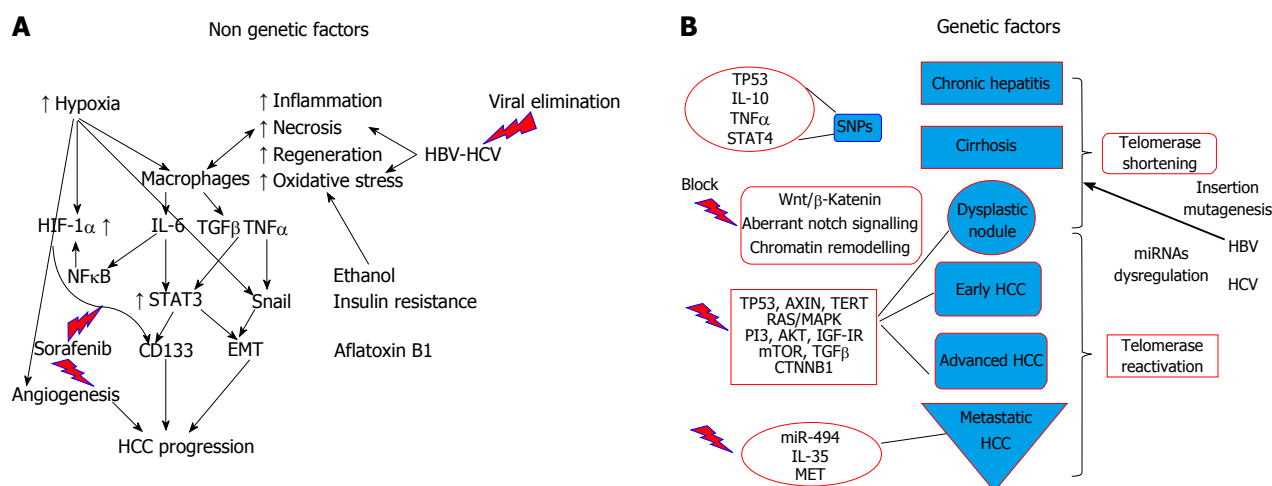 A
Non genetic factors
↑ Hypoxia
↑ Inflammation
↑ Necrosis
↑ Regeneration
↑ Oxidative stress
Viral elimination
HBV-HCV
Macrophages
HIF-1α ↑
IL-6
TGFβ TNFα
NFκB
↑ STAT3
Snail
Ethanol
Insulin resistance
Aflatoxin B1
Sorafenib
CD133
EMT
Angiogenesis
HCC progression
B
Genetic factors
TP53
IL-10
TNFα
STAT4
SNPs
Chronic hepatitis
Cirrhosis
Telomerase
shortening
Block
Wnt/β-Katenin
Aberrant notch signalling
Chromatin remodelling
Dysplastic
nodule
Insertion
mutagenesis
miRNAs
dysregulation
HBV
HCV
TP53, AXIN, TERT
RAS/MAPK
PI3, AKT, IGF-IR
mTOR, TGFβ
CTNNB1
Early HCC
Advanced HCC
Telomerase
reactivation
miR-494
IL-35
MET
Metastatic
HCC